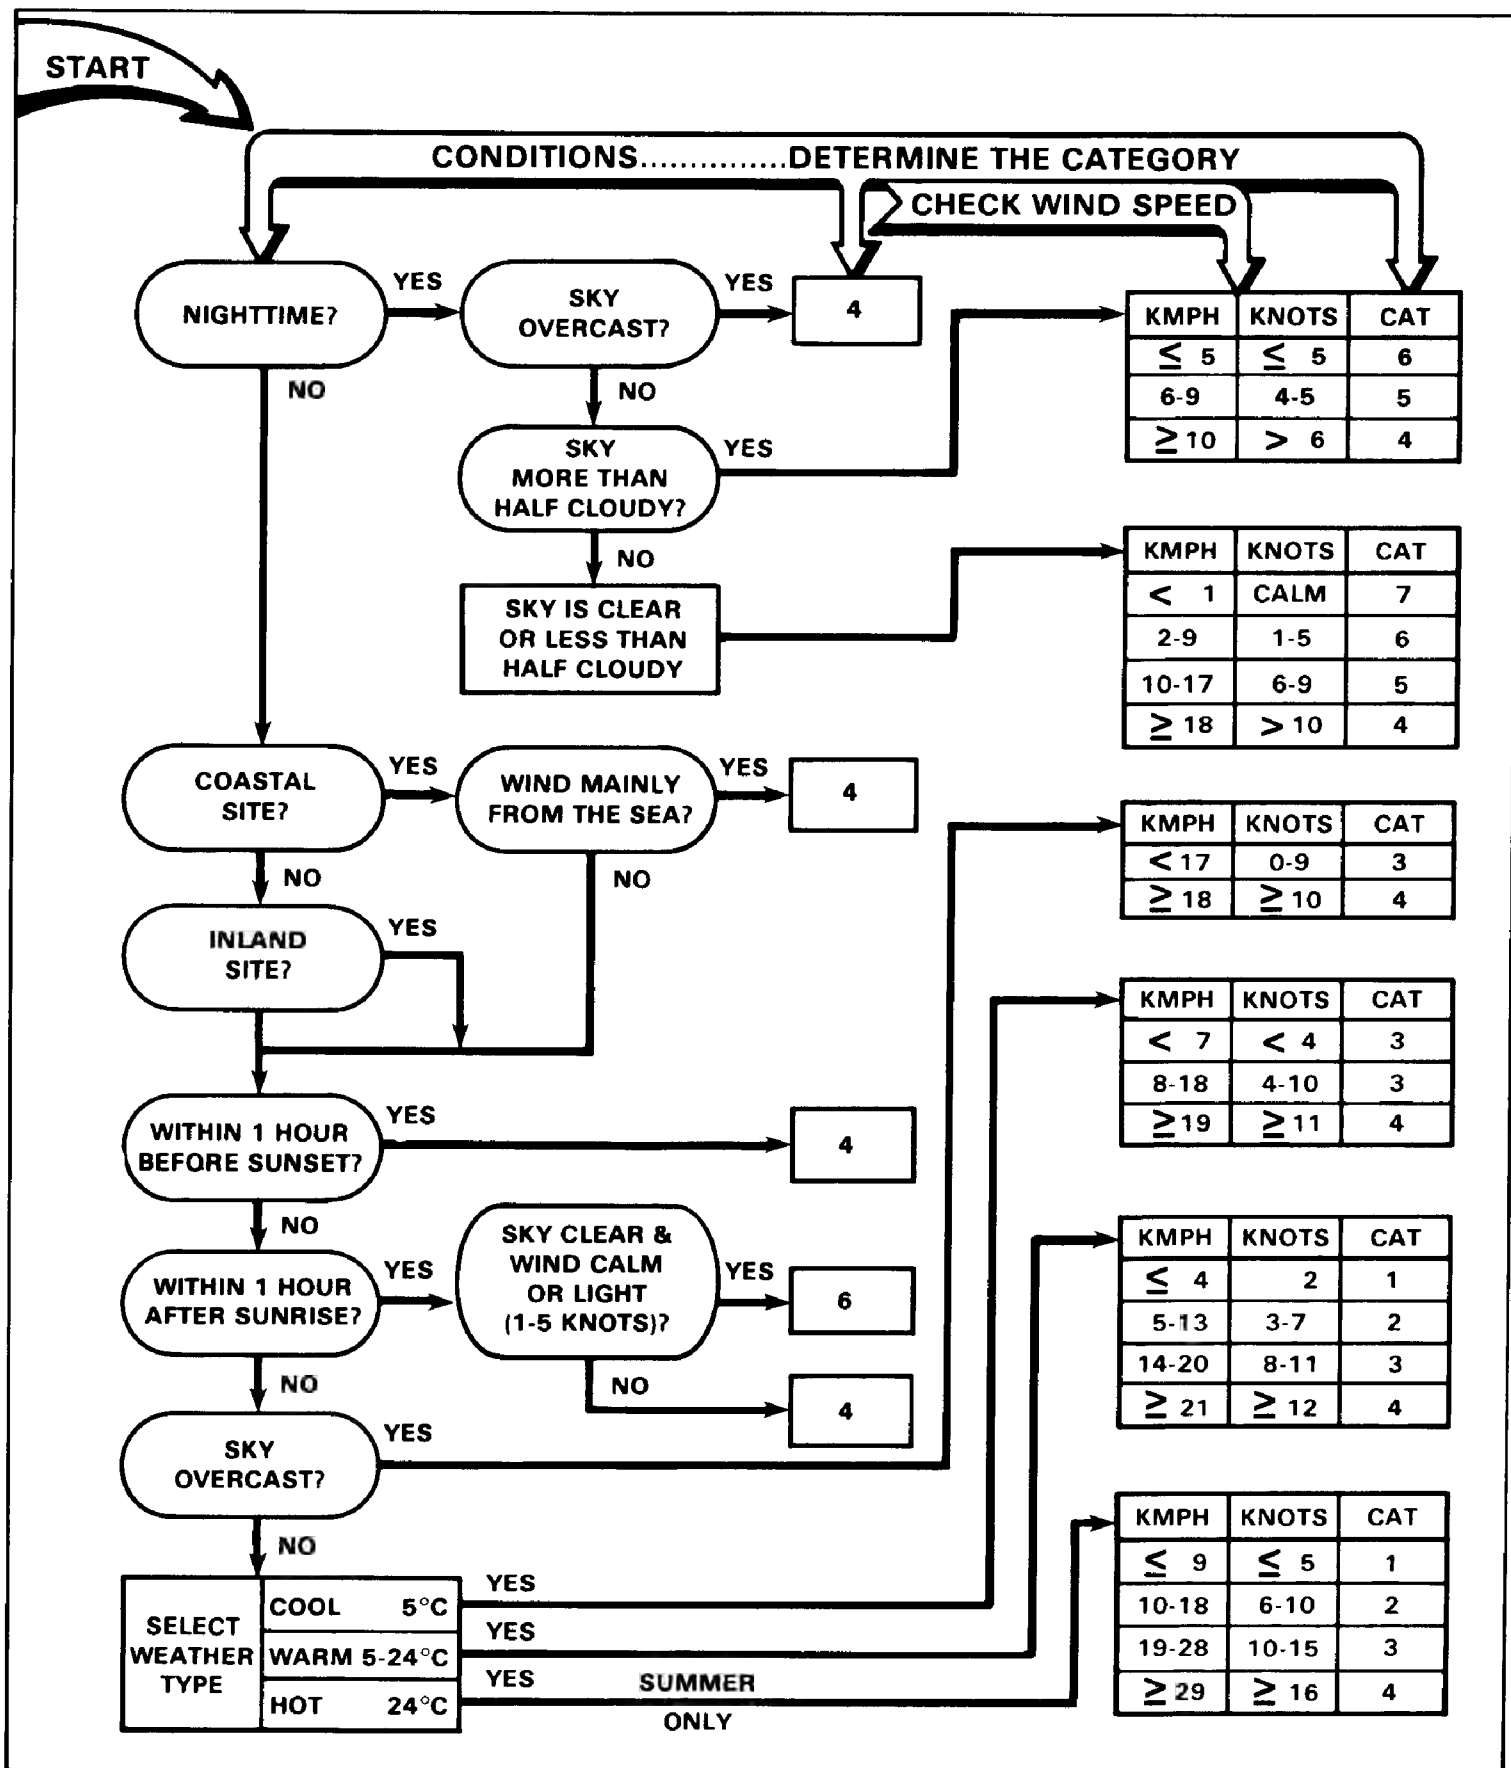 START
CONDITIONS...............DETERMINE THE CATEGORY
CHECK WIND SPEED
NIGHTTIME?
YES
SKY
OVERCAST?
YES
4
NO
NO
SKY
MORE THAN
HALF CLOUDY?
YES
NO
SKY IS CLEAR
OR LESS THAN
HALF CLOUDY
KMPH KNOTS CAT
≤ 5 ≤ 5 6
6-9 4-5 5
≥ 10 > 6 4
KMPH KNOTS CAT
< 1 CALM 7
2-9 1-5 6
10-17 6-9 5
≥ 18 > 10 4
COASTAL
SITE?
YES
WIND MAINLY
FROM THE SEA?
YES
4
NO
NO
INLAND
SITE?
YES
KMPH KNOTS CAT
< 17 0-9 3
≥ 18 ≥ 10 4
WITHIN 1 HOUR
BEFORE SUNSET?
YES
4
NO
KMPH KNOTS CAT
< 7 < 4 3
8-18 4-10 3
≥ 19 ≥ 11 4
WITHIN 1 HOUR
AFTER SUNRISE?
YES
SKY CLEAR &
WIND CALM
OR LIGHT
(1-5 KNOTS)?
YES
6
NO
4
NO
SKY
OVERCAST?
YES
NO
KMPH KNOTS CAT
≤ 4 2 1
5-13 3-7 2
14-20 8-11 3
≥ 21 ≥ 12 4
SELECT
WEATHER
TYPE
COOL 5°C
YES
WARM 5-24°C
YES
HOT 24°C
YES
SUMMER
ONLY
KMPH KNOTS CAT
≤ 9 ≤ 5 1
10-18 6-10 2
19-28 10-15 3
≥ 29 ≥ 16 4